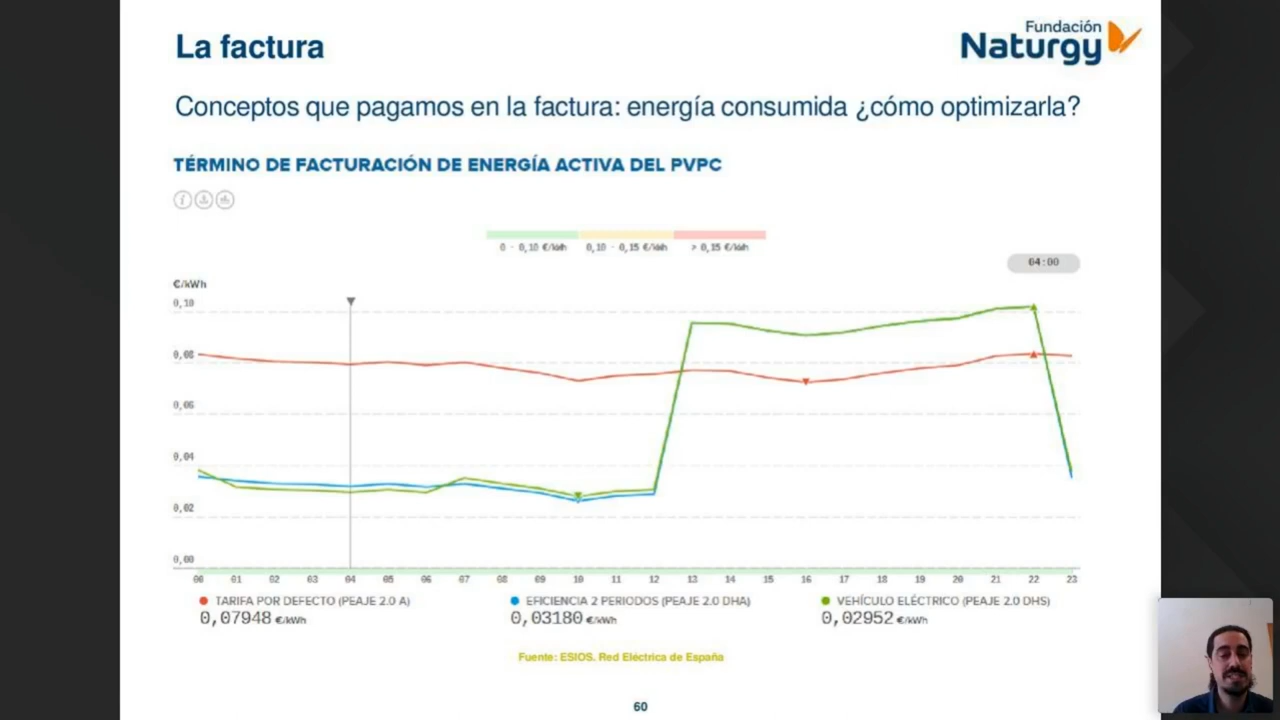 La factura
Fundación
Naturgy
Conceptos que pagamos en la factura: energía consumida ¿cómo optimizarla?
TÉRMINO DE FACTURACIÓN DE ENERGÍA ACTIVA DEL PVPC
0 - 0,10 €/kWh 0,10 - 0,15 €/kWh > 0,15 €/kWh
04:00
€/kWh
0,10
0,08
0,06
0,04
0,02
0,00
00 01 02 03 04 05 06 07 08 09 10 11 12 13 14 15 16 17 18 19 20 21 22 23
TARIFA POR DEFECTO (PEAJE 2.0 A) EFICIENCIA 2 PERIODOS (PEAJE 2.0 DHA) VEHÍCULO ELÉCTRICO (PEAJE 2.0 DHS)
0,07948 €/kWh 0,03180 €/kWh 0,02952 €/kWh
Fuente: ESIOS. Red Eléctrica de España
60